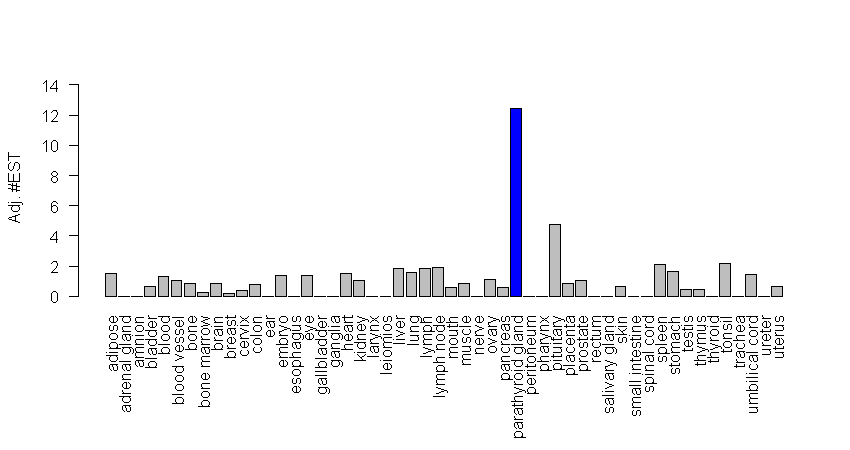 Adj. #EST
14
12
10
8
6
4
2
0
adipose
adrenal gland
amnion
bladder
blood
blood vessel
bone
bone marrow
brain
breast
cervix
colon
ear
embryo
esophagus
eye
gallbladder
ganglia
heart
kidney
larynx
leiomios
liver
lung
lymph
lymph node
mouth
muscle
nerve
ovary
pancreas
parathyroid gland
peritoneum
pharynx
pituitary
placenta
prostate
rectum
salivary gland
skin
small intestine
spinal cord
spleen
stomach
testis
thymus
thyroid
tonsil
trachea
umbilical cord
ureter
uterus